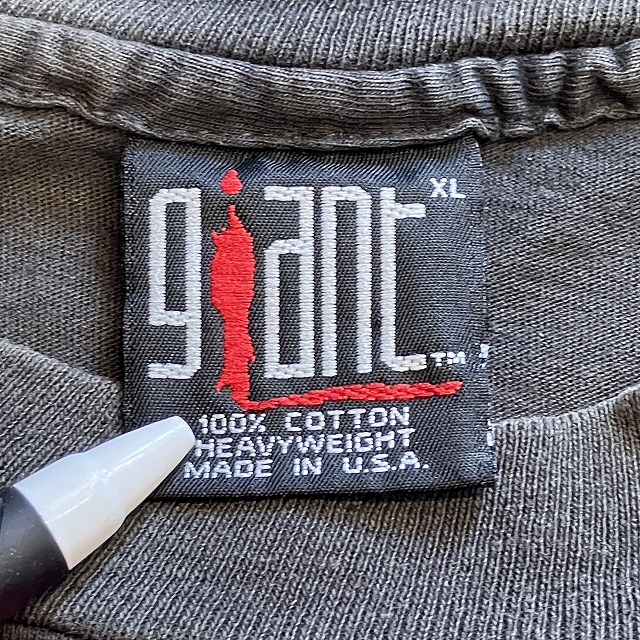 giant XL
TM
100% COTTON
HEAVYWEIGHT
MADE IN U.S.A.